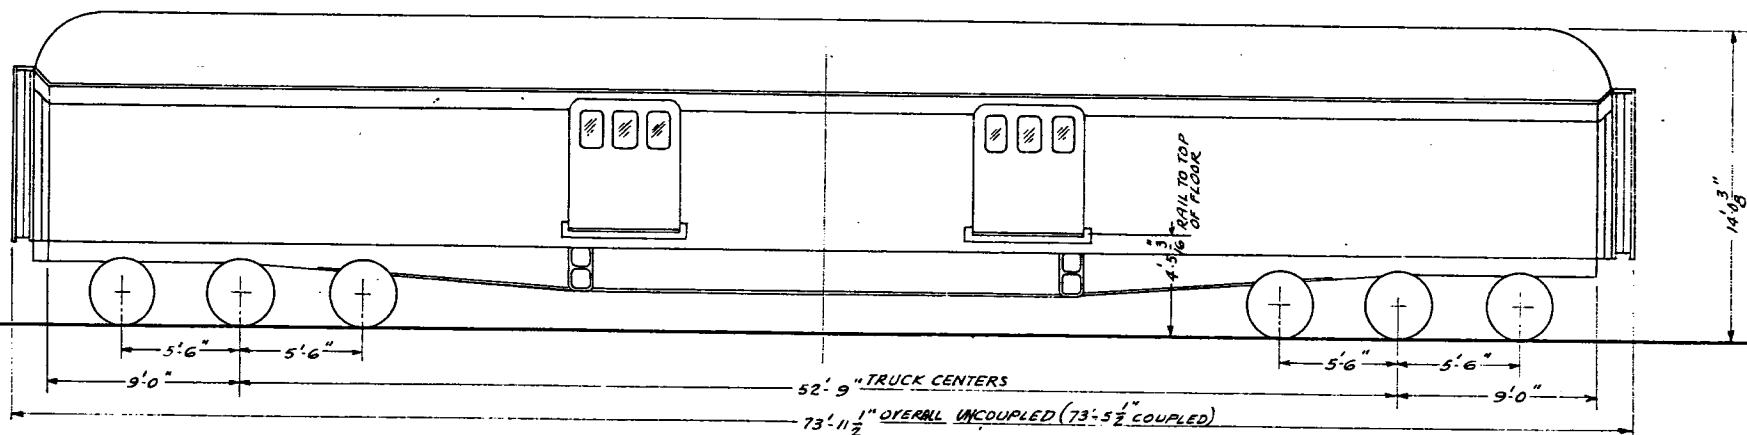 RAIL TO TOP
OF FLOOR
4'-5 3/16"
14'-0 3/8"
5'-6"
5'-6"
5'-6"
5'-6"
9'-0"
52'-9" TRUCK CENTERS
9'-0"
73'-11 1/2" OVERALL UNCOUPLED (73'-5 1/2" COUPLED)